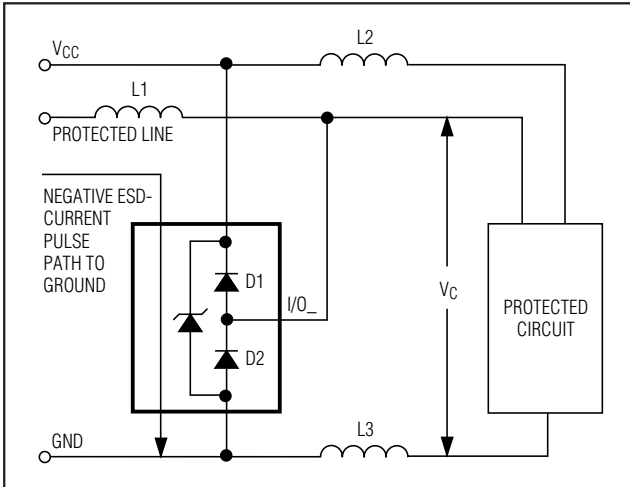 L2
VCC
L1
PROTECTED LINE
NEGATIVE ESD-
CURRENT
PULSE
PATH TO
GROUND
D1
I/O_
VC
PROTECTED
CIRCUIT
D2
L3
GND